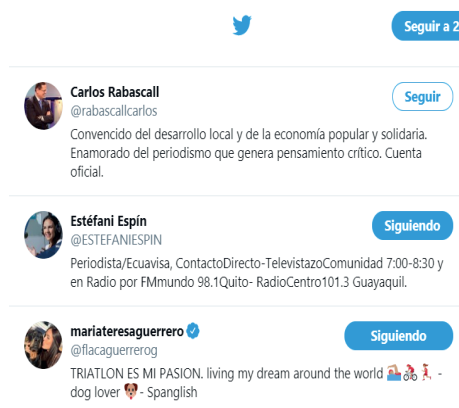 Seguir a 2
Carlos Rabascall
Seguir
@rabascallcarlos
Convencido del desarrollo local y de la economía popular y solidaria.
Enamorado del periodismo que genera pensamiento crítico. Cuenta
oficial.
Estéfani Espín
Siguiendo
@ESTEFANIESPIN
Periodista/Ecuavisa, ContactoDirecto-TelevistazoComunidad 7:00-8:30 y
en Radio por FMmundo 98.1Quito- RadioCentro101.3 Guayaquil.
mariateresaguerrero
Siguiendo
@flacaguerrerog
TRIATLON ES MI PASION. living my dream around the world 🏊🚴🏃 -
dog lover 🐶- Spanglish